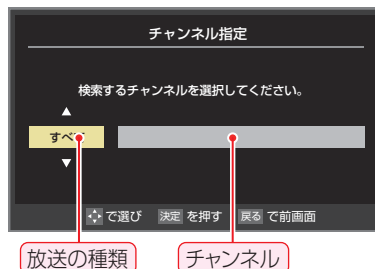 チャンネル指定
検索するチャンネルを選択してください。
▲
すべて
▼
で選び 決定 を押す 戻る で前画面
放送の種類 チャンネル